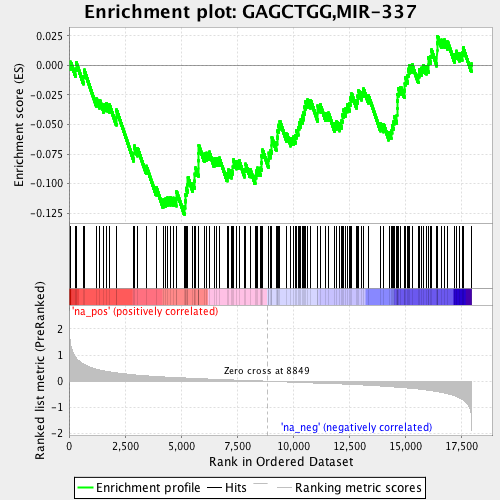 Enrichment plot: GAGCTGG,MIR-337
Enrichment score (ES)
0.025
0.000
-0.025
-0.050
-0.075
-0.100
-0.125
'na_pos' (positively correlated)
Ranked list metric (PreRanked)
2
1
0
-1
-2
Zero cross at 8849
'na_neg' (negatively correlated)
0
2,500
5,000
7,500
10,000
12,500
15,000
17,500
Rank in Ordered Dataset
Enrichment profile
Hits
Ranking metric scores